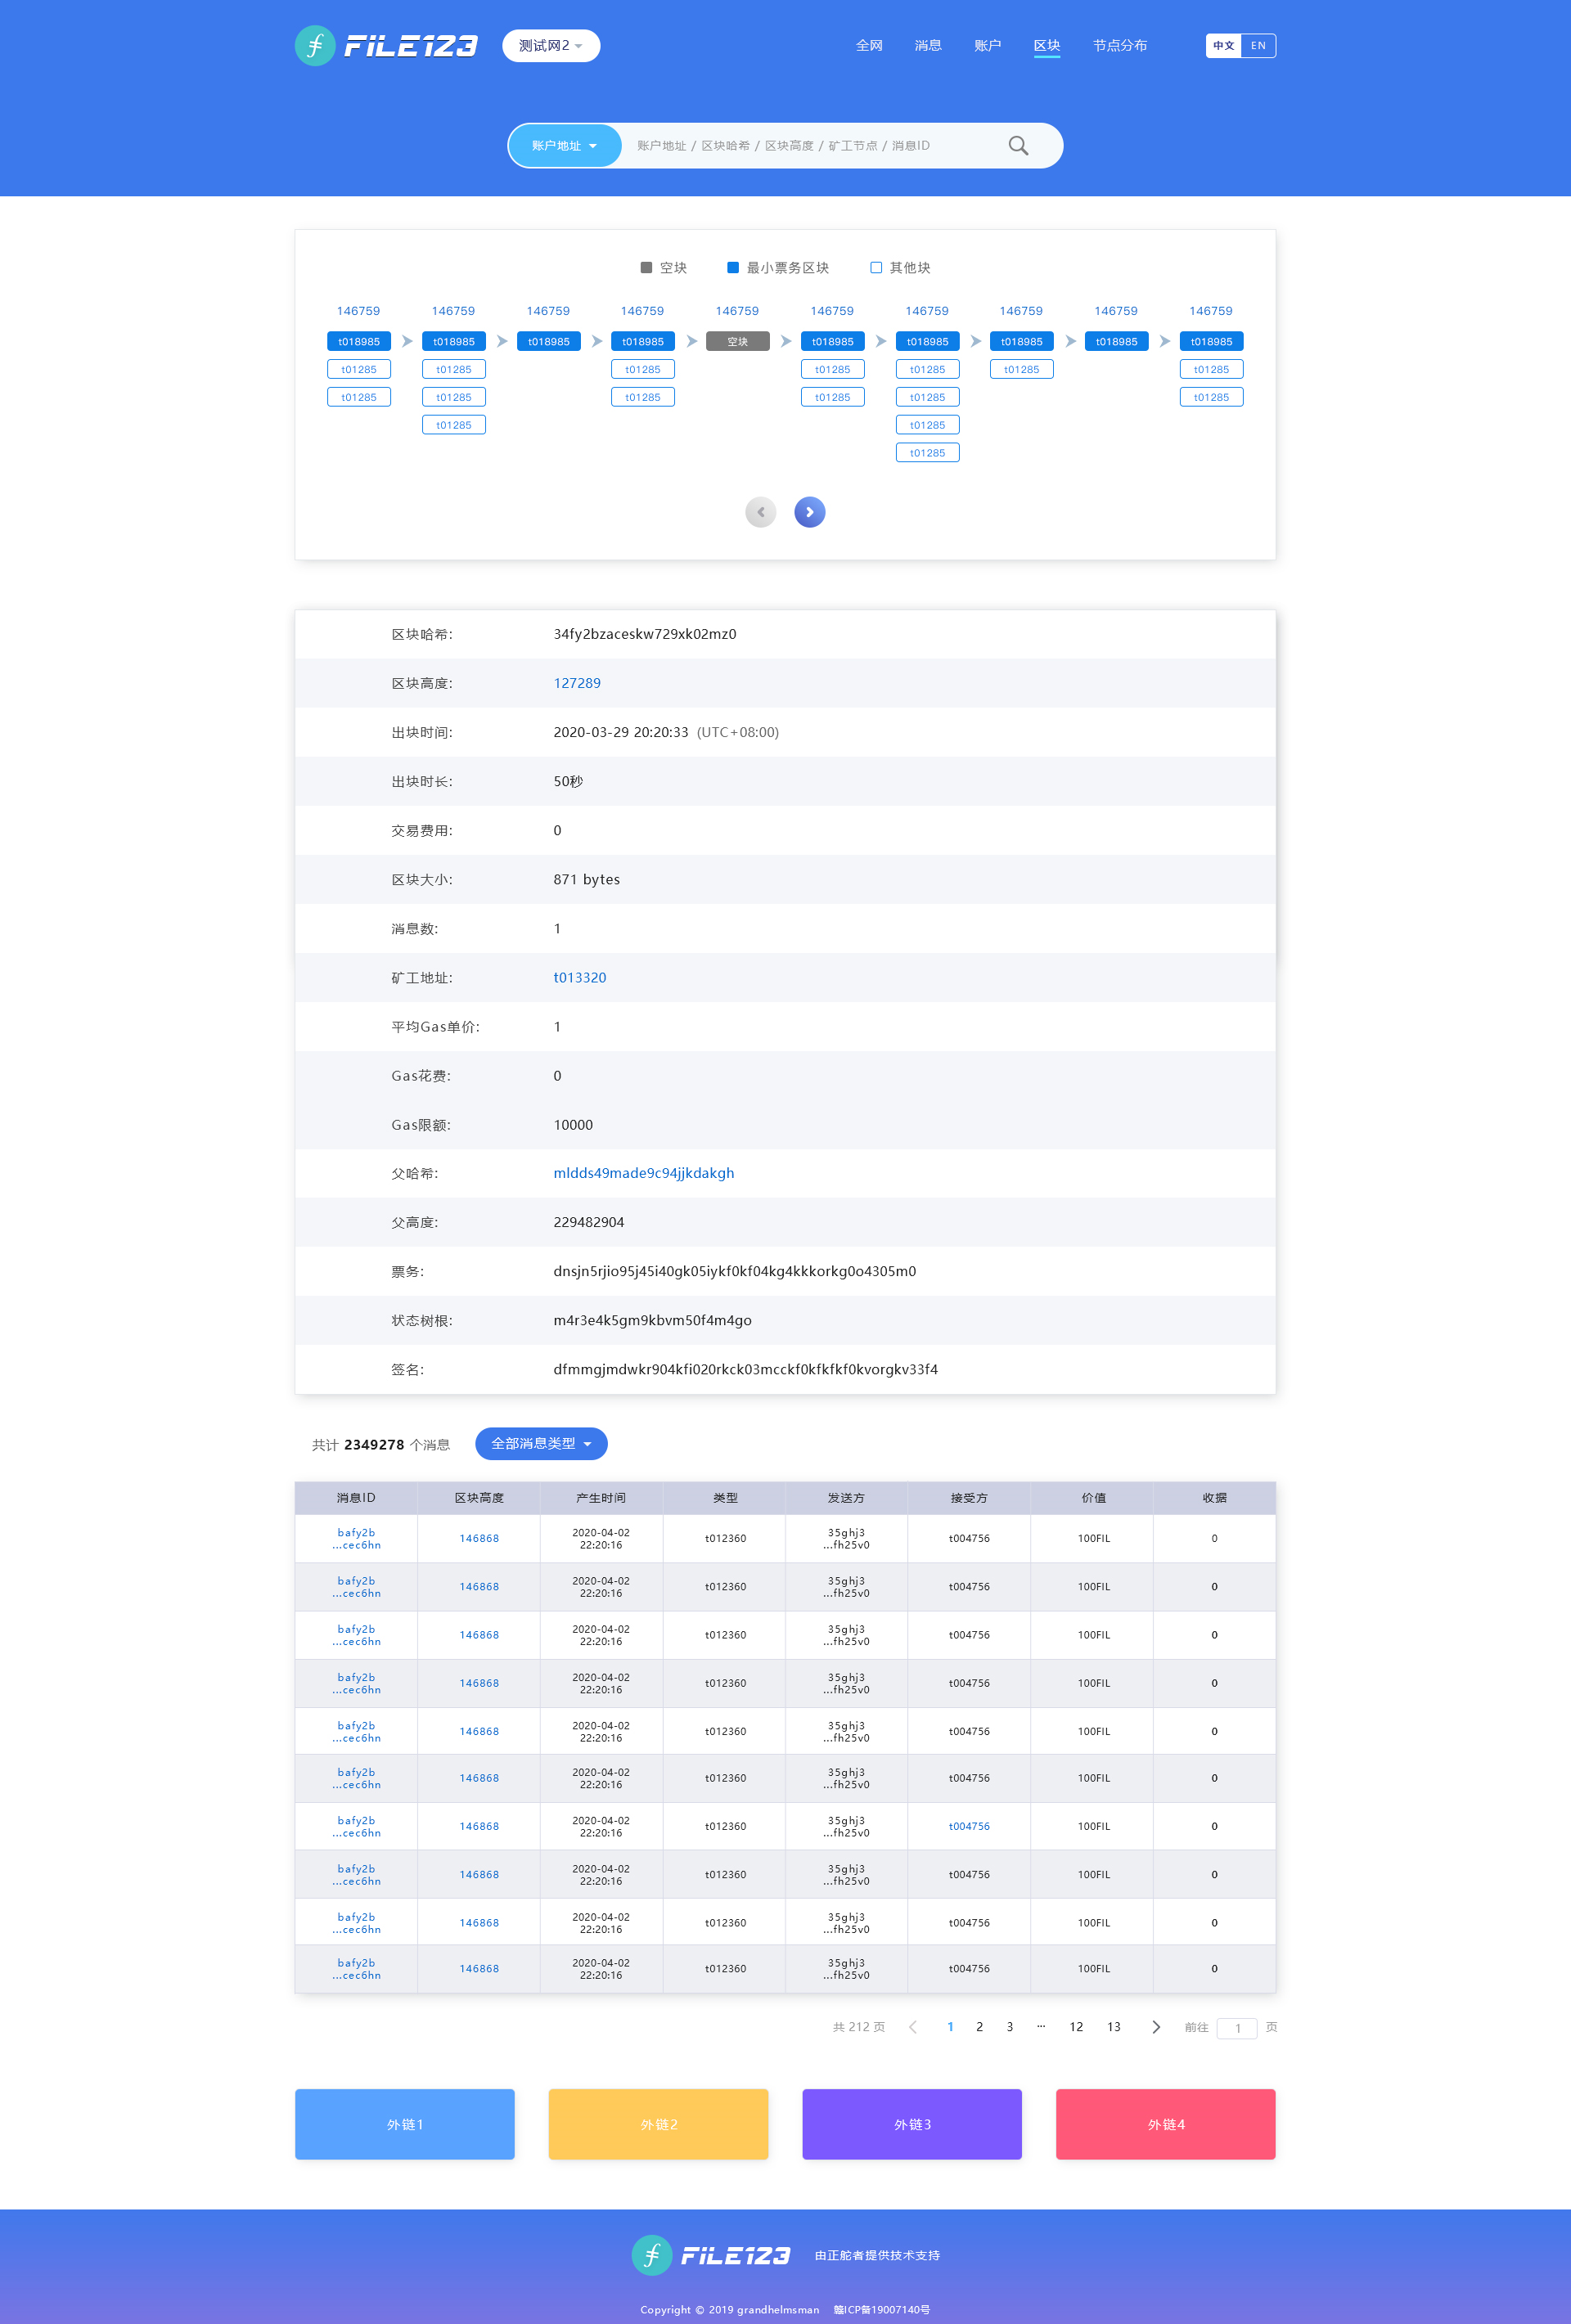 FILE123 测试网2 全网 消息 账户 区块 节点分布 中文 EN
账户地址 账户地址 / 区块哈希 / 区块高度 / 矿工节点 / 消息ID
空块 最小票务区块 其他块
146759 146759 146759 146759 146759 146759 146759 146759 146759 146759
t018985 t018985 t018985 t018985 空块 t018985 t018985 t018985 t018985 t018985
t01285 t01285 t01285 t01285 t01285 t01285 t01285
t01285 t01285 t01285 t01285 t01285 t01285
t01285 t01285
t01285
区块哈希: 34fy2bzaceskw729xk02mz0
区块高度: 127289
出块时间: 2020-03-29 20:20:33 (UTC+08:00)
出块时长: 50秒
交易费用: 0
区块大小: 871 bytes
消息数: 1
矿工地址: t013320
平均Gas单价: 1
Gas花费: 0
Gas限额: 10000
父哈希: mldds49made9c94jjkdakgh
父高度: 229482904
票务: dnsjn5rjio95j45i40gk05iykf0kf04kg4kkkorkg0o4305m0
状态树根: m4r3e4k5gm9kbvm50f4m4go
签名: dfmmgjmdwkr904kfi020rkck03mcckf0kfkfkf0kvorgkv33f4
共计 2349278 个消息 全部消息类型
消息ID 区块高度 产生时间 类型 发送方 接受方 价值 收据
bafy2b 2020-04-02 35ghj3
146868 t012360 t004756 100FIL 0
...cec6hn 22:20:16 ...fh25v0
bafy2b 2020-04-02 35ghj3
146868 t012360 t004756 100FIL 0
...cec6hn 22:20:16 ...fh25v0
bafy2b 2020-04-02 35ghj3
146868 t012360 t004756 100FIL 0
...cec6hn 22:20:16 ...fh25v0
bafy2b 2020-04-02 35ghj3
146868 t012360 t004756 100FIL 0
...cec6hn 22:20:16 ...fh25v0
bafy2b 2020-04-02 35ghj3
146868 t012360 t004756 100FIL 0
...cec6hn 22:20:16 ...fh25v0
bafy2b 2020-04-02 35ghj3
146868 t012360 t004756 100FIL 0
...cec6hn 22:20:16 ...fh25v0
bafy2b 2020-04-02 35ghj3
146868 t012360 t004756 100FIL 0
...cec6hn 22:20:16 ...fh25v0
bafy2b 2020-04-02 35ghj3
146868 t012360 t004756 100FIL 0
...cec6hn 22:20:16 ...fh25v0
bafy2b 2020-04-02 35ghj3
146868 t012360 t004756 100FIL 0
...cec6hn 22:20:16 ...fh25v0
bafy2b 2020-04-02 35ghj3
146868 t012360 t004756 100FIL 0
...cec6hn 22:20:16 ...fh25v0
共 212 页 1 2 3 ... 12 13 前往 1 页
外链1 外链2 外链3 外链4
FILE123 由正舵者提供技术支持
Copyright © 2019 grandhelmsman 赣ICP备19007140号